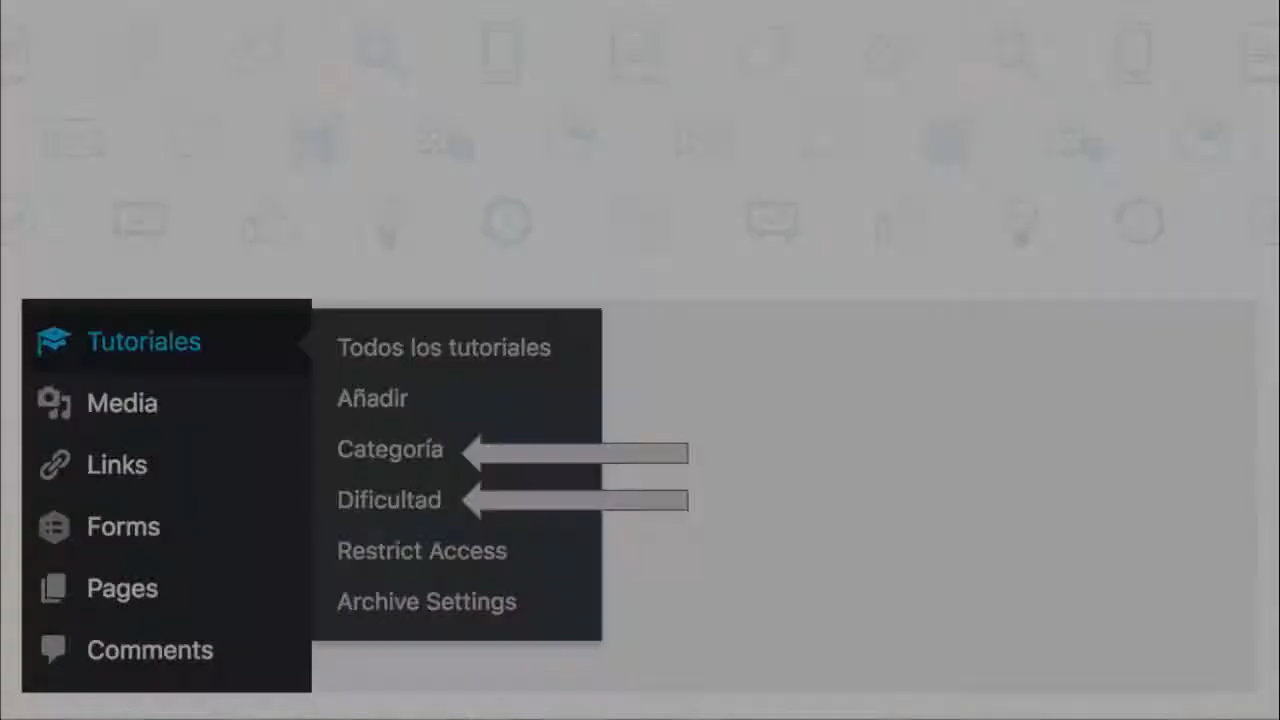 Tutoriales
Media
Links
Forms
Pages
Comments
Todos los tutoriales
Añadir
Categoría
Dificultad
Restrict Access
Archive Settings